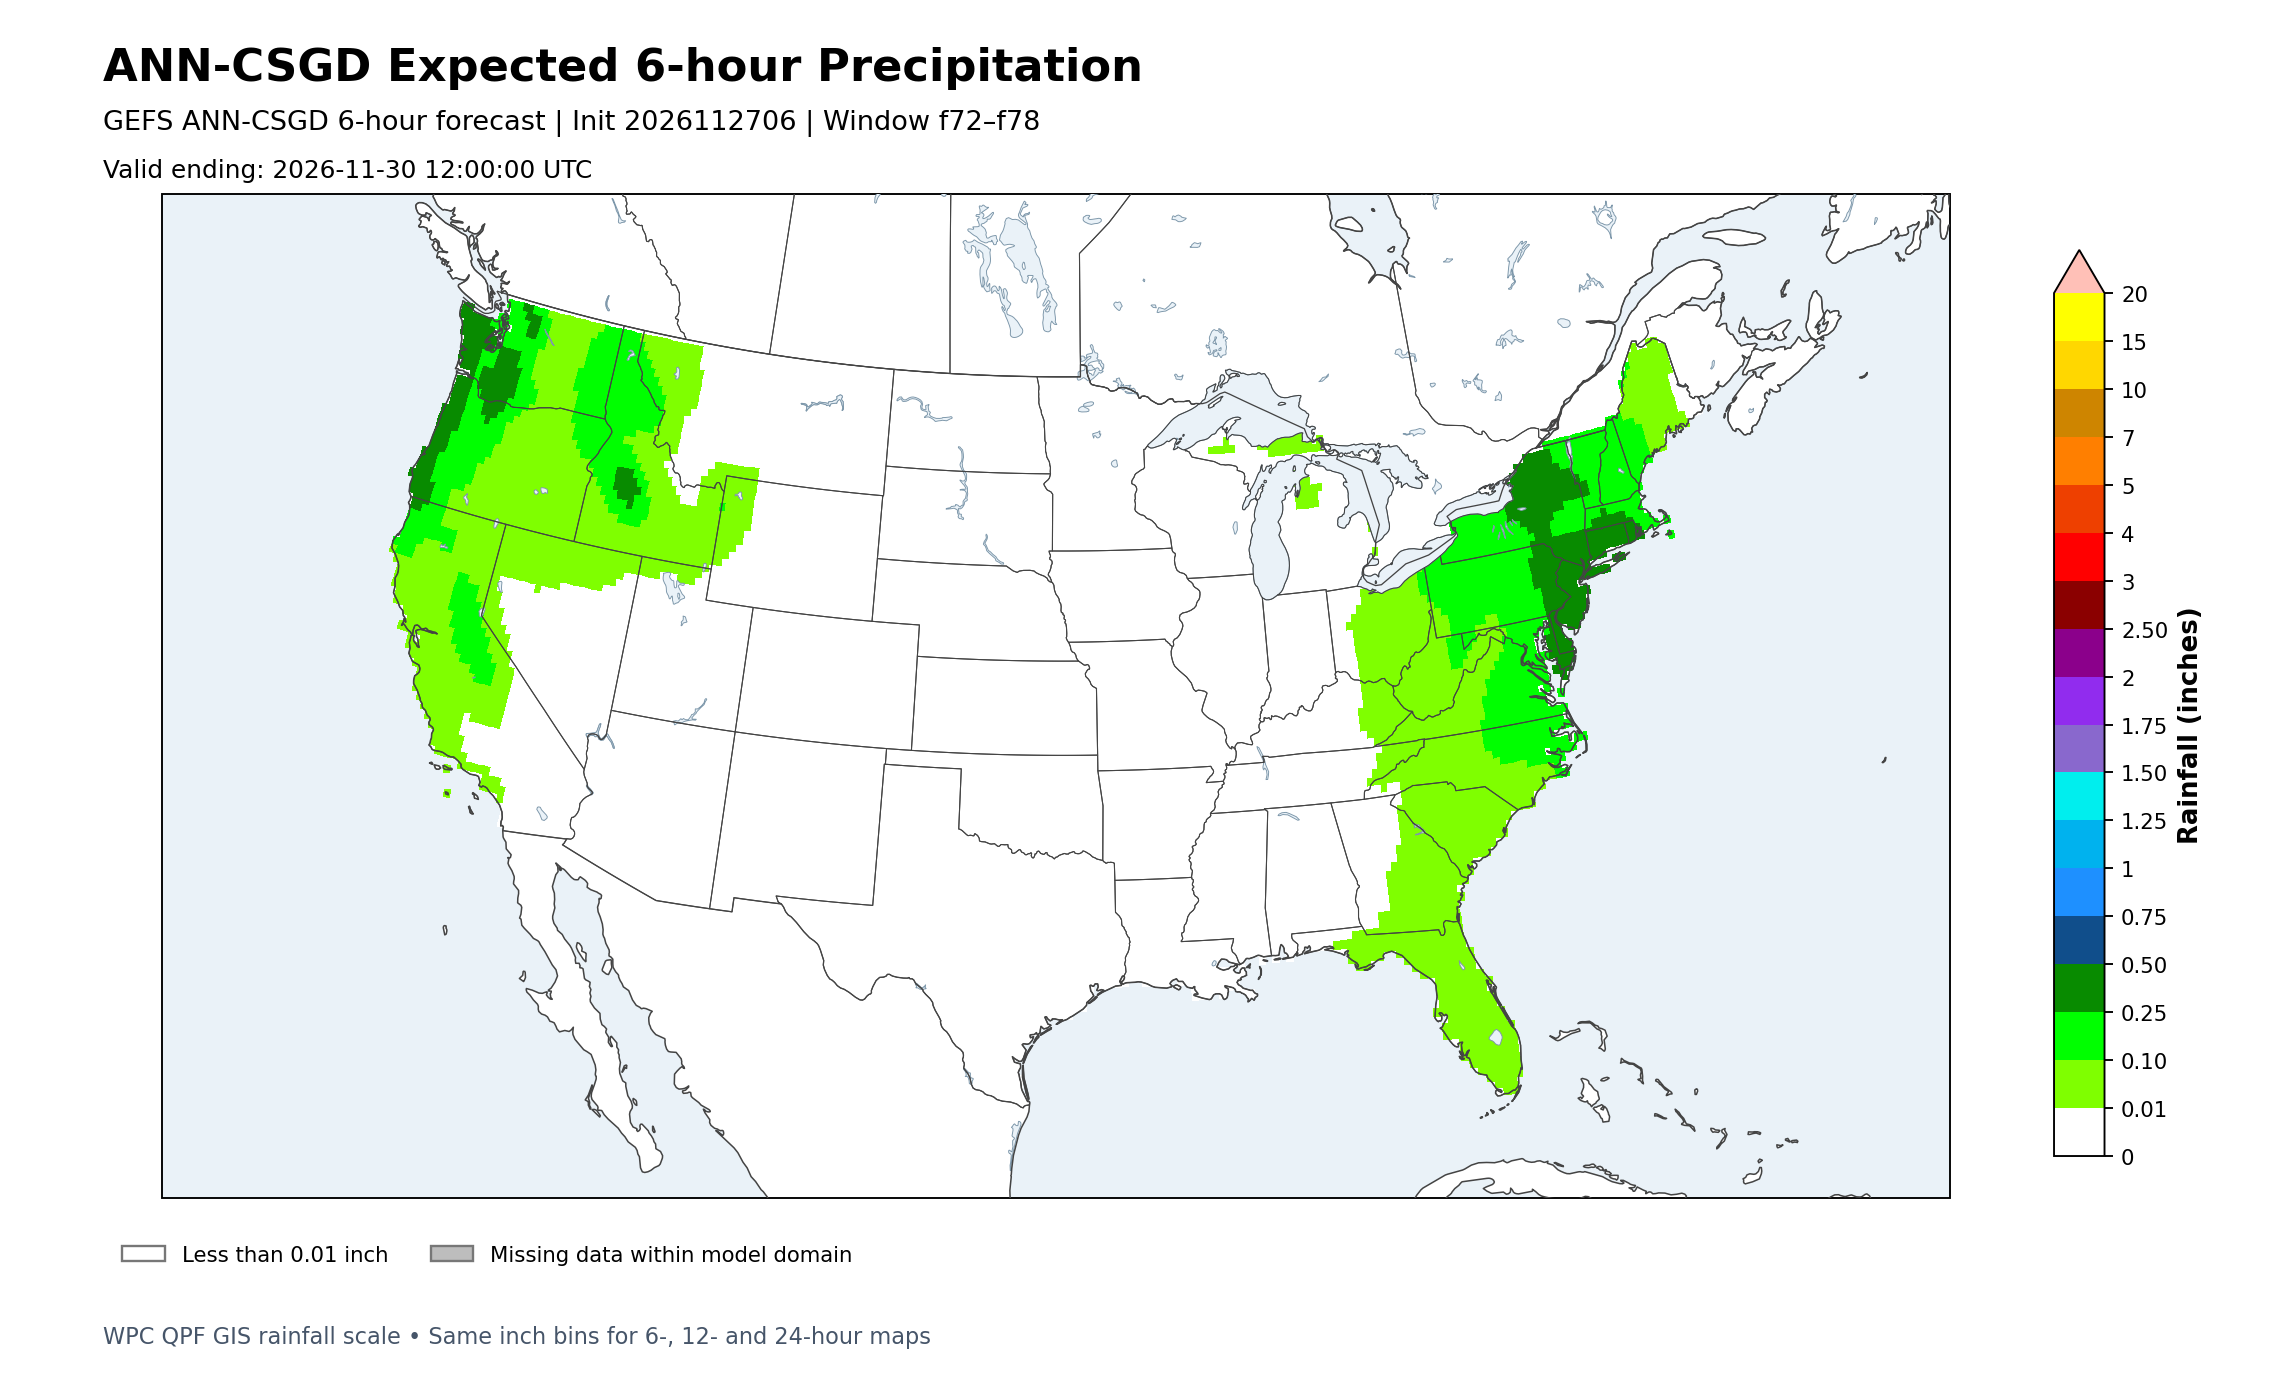 ANN-CSGD Expected 6-hour Precipitation
GEFS ANN-CSGD 6-hour forecast | Init 2026112706 | Window f72–f78
Valid ending: 2026-11-30 12:00:00 UTC
20
15
10
7
5
4
3
2.50
2
1.75
1.50
1.25
1
0.75
0.50
0.25
0.10
0.01
0
Rainfall (inches)
Less than 0.01 inch
Missing data within model domain
WPC QPF GIS rainfall scale • Same inch bins for 6-, 12- and 24-hour maps